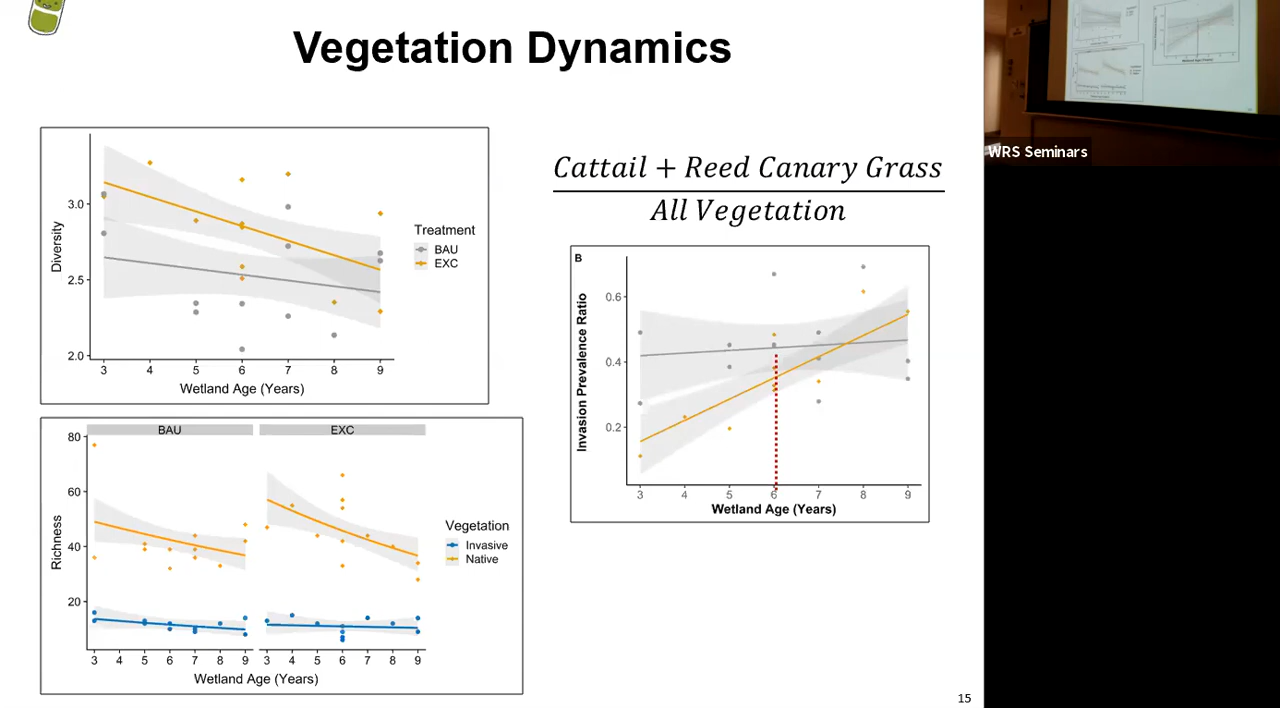 Vegetation Dynamics
3.0
2.5
2.0
Diversity
3 4 5 6 7 8 9
Wetland Age (Years)
Treatment
BAU
EXC
Cattail + Reed Canary Grass
All Vegetation
B
0.6
0.4
0.2
Invasion Prevalence Ratio
3 4 5 6 7 8 9
Wetland Age (Years)
BAU EXC
80
60
40
20
Richness
3 4 5 6 7 8 9 3 4 5 6 7 8 9
Wetland Age (Years)
Vegetation
Invasive
Native
15
WRS Seminars